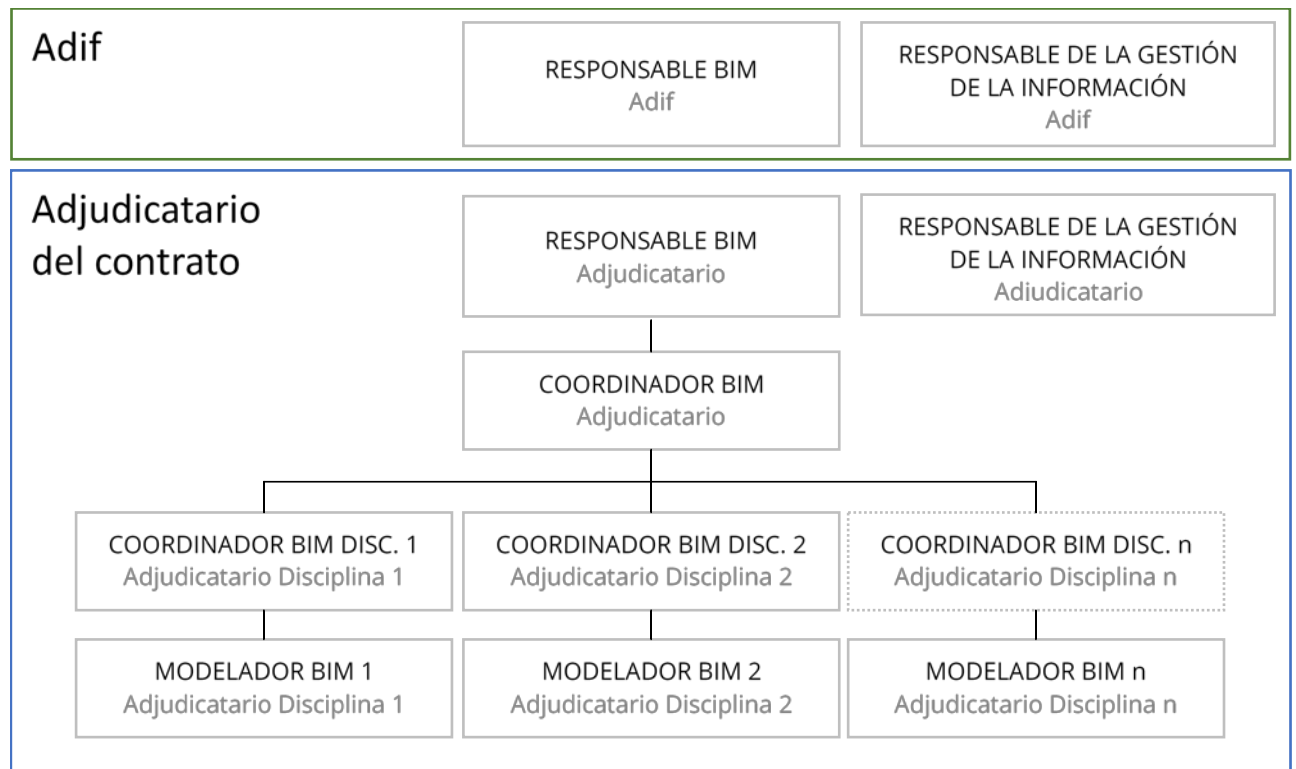 Adif
RESPONSABLE BIM
Adif
RESPONSABLE DE LA GESTIÓN
DE LA INFORMACIÓN
Adif
Adjudicatario
del contrato
RESPONSABLE BIM
Adjudicatario
RESPONSABLE DE LA GESTIÓN
DE LA INFORMACIÓN
Adiudicatario
COORDINADOR BIM
Adjudicatario
COORDINADOR BIM DISC. 1
Adjudicatario Disciplina 1
COORDINADOR BIM DISC. 2
Adjudicatario Disciplina 2
COORDINADOR BIM DISC. n
Adjudicatario Disciplina n
MODELADOR BIM 1
Adjudicatario Disciplina 1
MODELADOR BIM 2
Adjudicatario Disciplina 2
MODELADOR BIM n
Adjudicatario Disciplina n